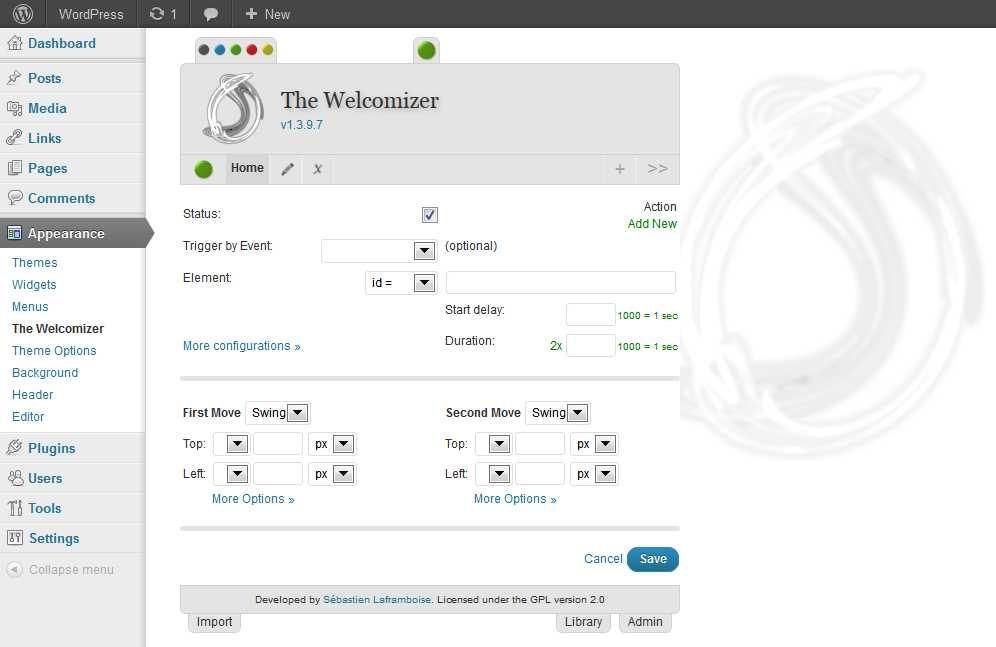 WordPress 1 + New
Dashboard
Posts
Media
Links
Pages
Comments
Appearance
Themes
Widgets
Menus
The Welcomizer
Theme Options
Background
Header
Editor
Plugins
Users
Tools
Settings
Collapse menu
The Welcomizer
v1.3.9.7
Home x + >>
Action
Status:
Add New
Trigger by Event: (optional)
Element: id =
Start delay: 1000 = 1 sec
Duration: 2x 1000 = 1 sec
More configurations »
First Move Swing
Top: px
Left: px
More Options »
Second Move Swing
Top: px
Left: px
More Options »
Cancel Save
Developed by Sébastien Laframboise. Licensed under the GPL version 2.0
Import Library Admin